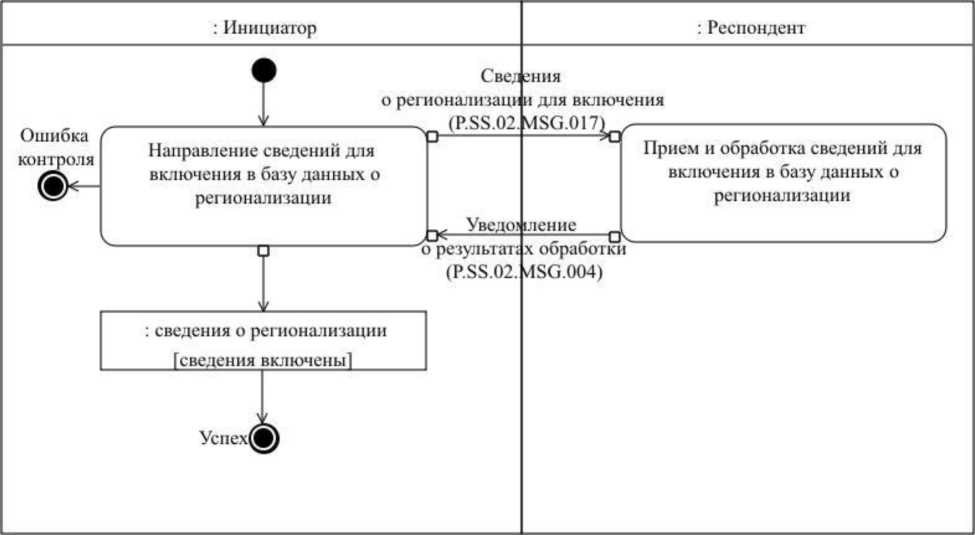 : Инициатор
: Респондент
Сведения
о регионализации для включения
(P.SS.02.MSG.017)
Ошибка
контроля
Направление сведений для
включения в базу данных о
регионализации
Прием и обработка сведений для
включения в базу данных о
регионализации
Уведомление
о результатах обработки
(P.SS.02.MSG.004)
: сведения о регионализации
[сведения включены]
Успех